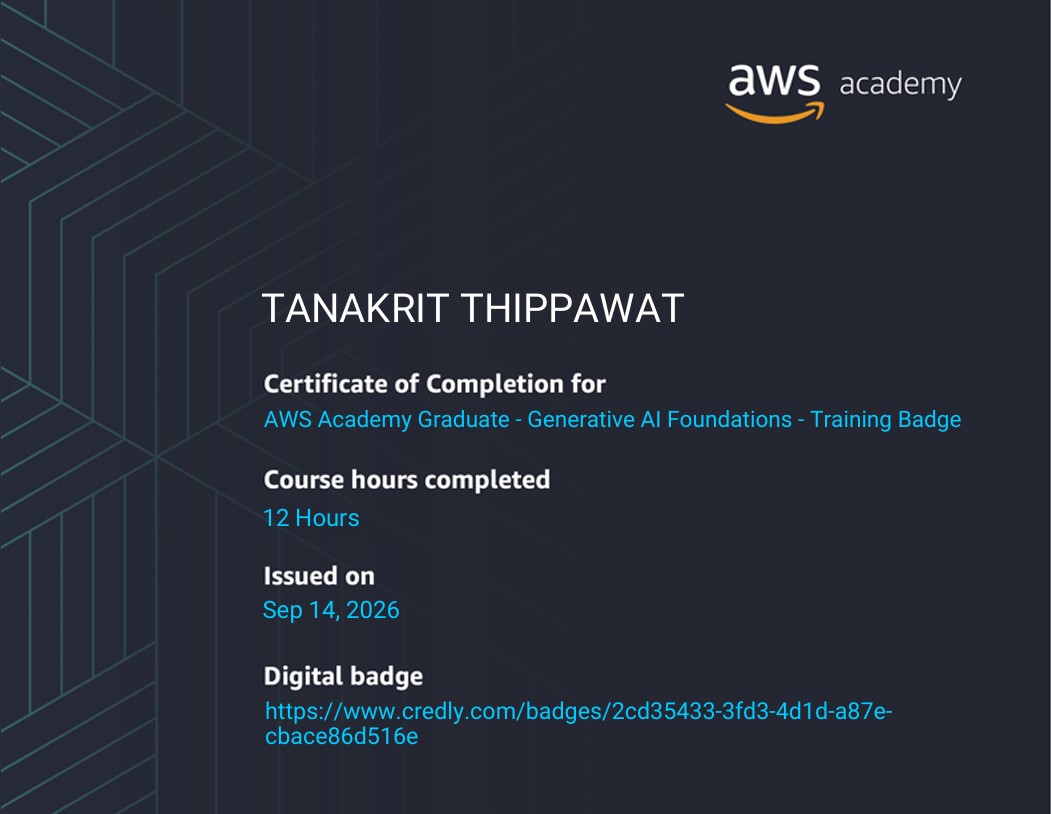 aws academy
TANAKRIT THIPPAWAT
Certificate of Completion for
AWS Academy Graduate - Generative AI Foundations - Training Badge
Course hours completed
12 Hours
Issued on
Sep 14, 2026
Digital badge
https://www.credly.com/badges/2cd35433-3fd3-4d1d-a87e-
cbace86d516e